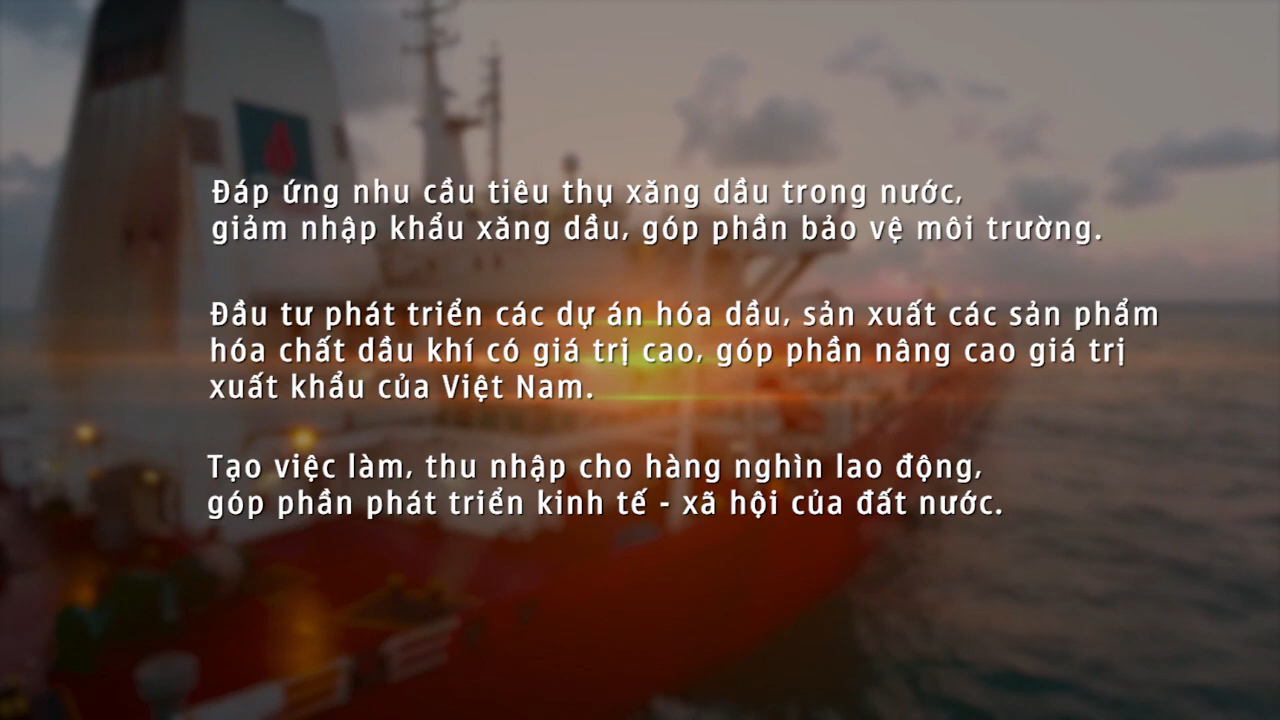 Đáp ứng nhu cầu tiêu thụ xăng dầu trong nước,
giảm nhập khẩu xăng dầu, góp phần bảo vệ môi trường.
Đầu tư phát triển các dự án hóa dầu, sản xuất các sản phẩm
hóa chất dầu khí có giá trị cao, góp phần nâng cao giá trị
xuất khẩu của Việt Nam.
Tạo việc làm, thu nhập cho hàng nghìn lao động,
góp phần phát triển kinh tế - xã hội của đất nước.